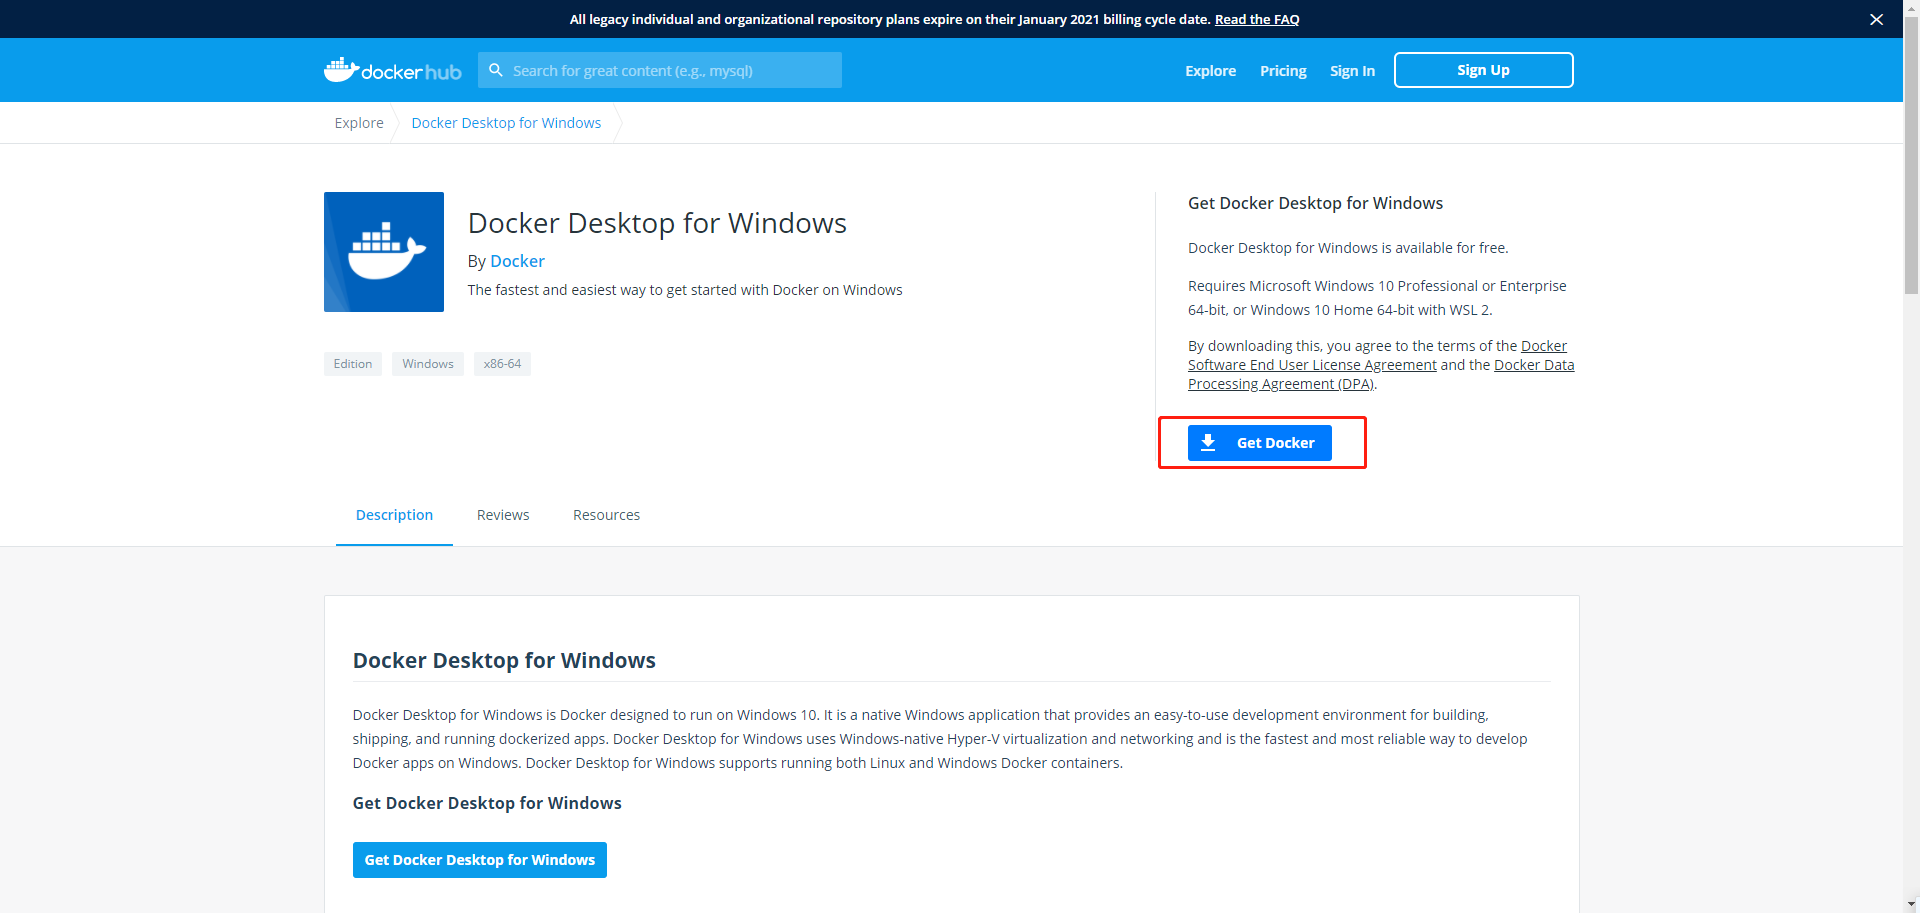 All legacy individual and organizational repository plans expire on their January 2021 billing cycle date. Read the FAQ
docker hub
Search for great content (e.g., mysql)
Explore
Pricing
Sign In
Sign Up
Explore
Docker Desktop for Windows
Docker Desktop for Windows
By Docker
The fastest and easiest way to get started with Docker on Windows
Edition
Windows
x86-64
Get Docker Desktop for Windows
Docker Desktop for Windows is available for free.
Requires Microsoft Windows 10 Professional or Enterprise
64-bit, or Windows 10 Home 64-bit with WSL 2.
By downloading this, you agree to the terms of the Docker
Software End User License Agreement and the Docker Data
Processing Agreement (DPA).
Get Docker
Description
Reviews
Resources
Docker Desktop for Windows
Docker Desktop for Windows is Docker designed to run on Windows 10. It is a native Windows application that provides an easy-to-use development environment for building,
shipping, and running dockerized apps. Docker Desktop for Windows uses Windows-native Hyper-V virtualization and networking and is the fastest and most reliable way to develop
Docker apps on Windows. Docker Desktop for Windows supports running both Linux and Windows Docker containers.
Get Docker Desktop for Windows
Get Docker Desktop for Windows